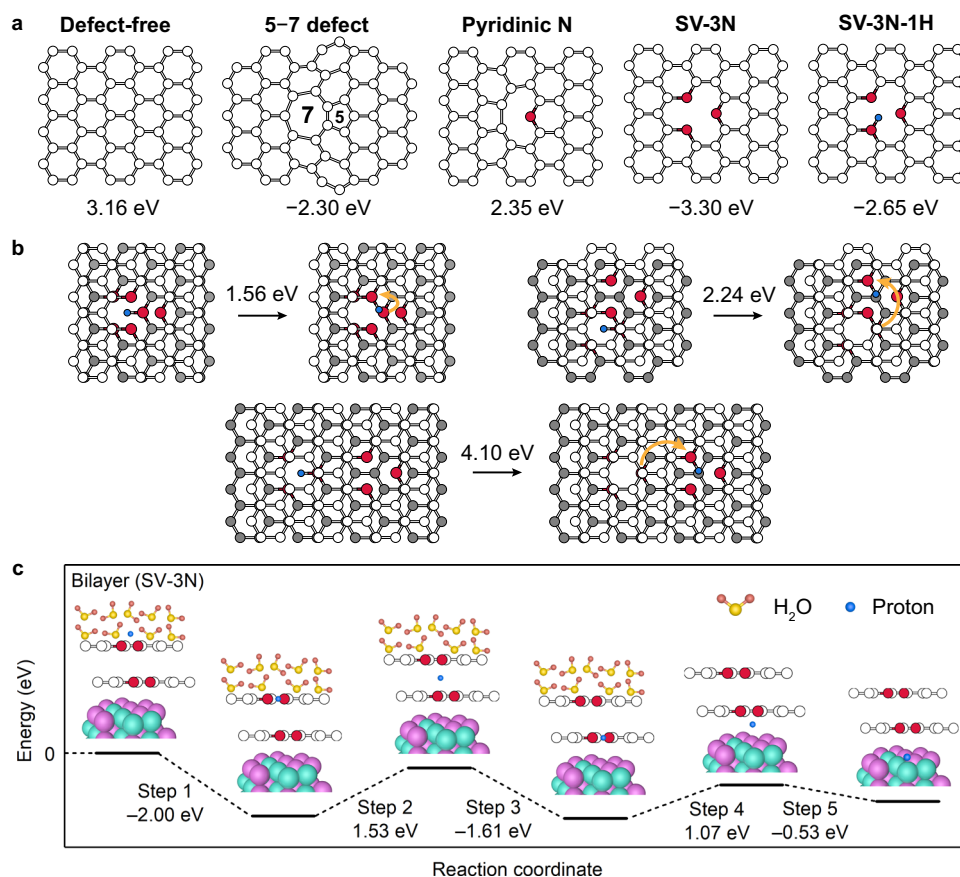 a
Defect-free
5–7 defect
Pyridinic N
SV-3N
SV-3N-1H
7
5
3.16 eV
−2.30 eV
2.35 eV
−3.30 eV
−2.65 eV
b
1.56 eV
2.24 eV
4.10 eV
c
Bilayer (SV-3N)
H₂O
Proton
Energy (eV)
0
Step 1
−2.00 eV
Step 2
1.53 eV
Step 3
−1.61 eV
Step 4
1.07 eV
Step 5
−0.53 eV
Reaction coordinate